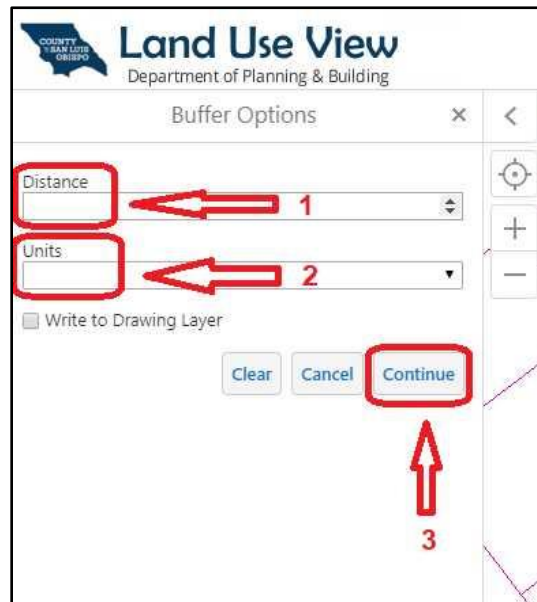 COUNTY
OF SAN LUIS
OBISPO
Land Use View
Department of Planning & Building
Buffer Options
Distance
1
Units
2
Write to Drawing Layer
Clear Cancel Continue
3